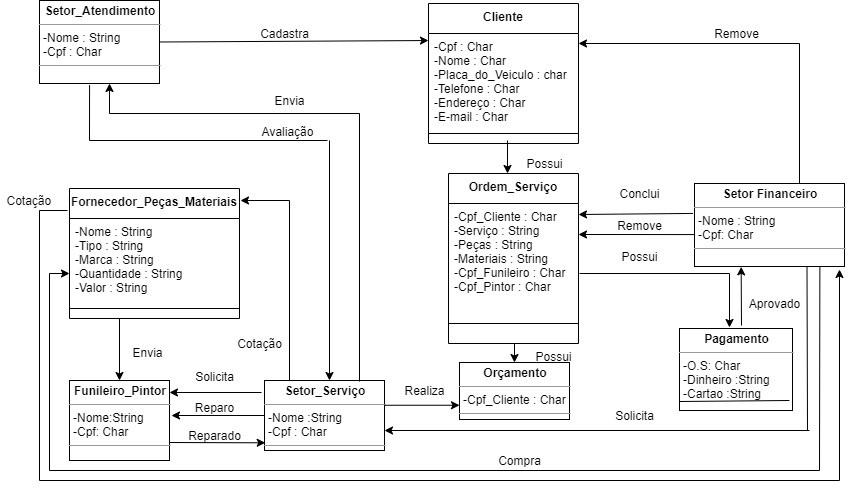 Setor_Atendimento
-Nome : String
-Cpf : Char
Cadastra
Cliente
-Cpf : Char
-Nome : Char
-Placa_do_Veiculo : char
-Telefone : Char
-Endereço : Char
-E-mail : Char
Remove
Envia
Avaliação
Possui
Cotação
Fornecedor_Peças_Materiais
-Nome : String
-Tipo : String
-Marca : String
-Quantidade : String
-Valor : String
Ordem_Serviço
-Cpf_Cliente : Char
-Serviço : String
-Peças : String
-Materiais : String
-Cpf_Funileiro : Char
-Cpf_Pintor : Char
Conclui
Remove
Possui
Setor Financeiro
-Nome : String
-Cpf: Char
Aprovado
Envia
Cotação
Possui
Pagamento
-O.S: Char
-Dinheiro :String
-Cartao :String
Funileiro_Pintor
-Nome:String
-Cpf: Char
Solicita
Reparo
Reparado
Setor_Serviço
-Nome :String
-Cpf : Char
Realiza
Orçamento
-Cpf_Cliente : Char
Solicita
Compra